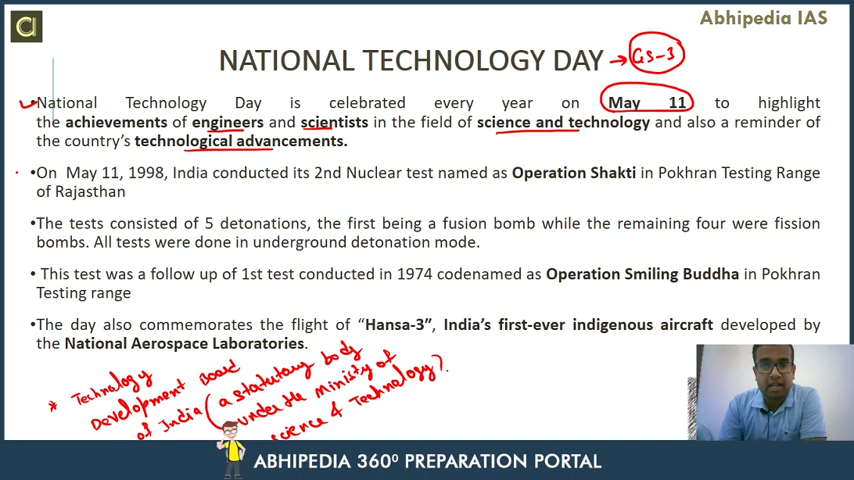 Abhipedia IAS
NATIONAL TECHNOLOGY DAY → GS-3
•National Technology Day is celebrated every year on May 11 to highlight
the achievements of engineers and scientists in the field of science and technology and also a reminder of
the country's technological advancements.
•On May 11, 1998, India conducted its 2nd Nuclear test named as Operation Shakti in Pokhran Testing Range
of Rajasthan
•The tests consisted of 5 detonations, the first being a fusion bomb while the remaining four were fission
bombs. All tests were done in underground detonation mode.
•This test was a follow up of 1st test conducted in 1974 codenamed as Operation Smiling Buddha in Pokhran
Testing range
•The day also commemorates the flight of “Hansa-3”, India's first-ever indigenous aircraft developed by
the National Aerospace Laboratories.
* Technology
Development Board
of India (a statutory body
under the Ministry of
science & Technology).
ABHIPEDIA 360⁰ PREPARATION PORTAL